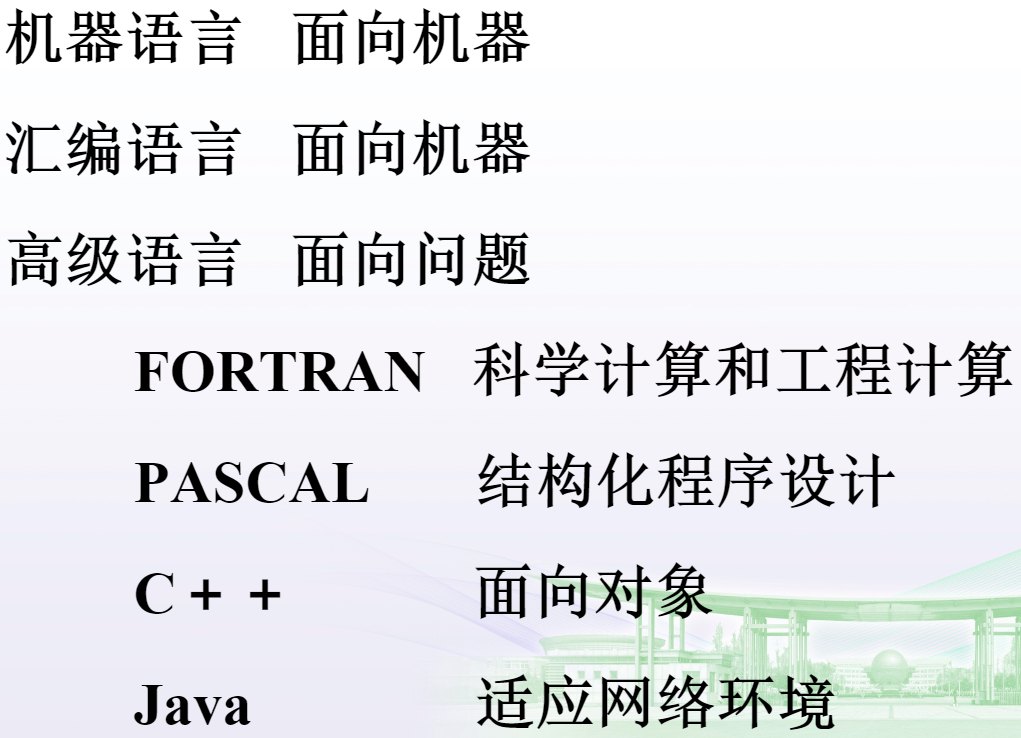 机器语言 面向机器
汇编语言 面向机器
高级语言 面向问题
FORTRAN 科学计算和工程计算
PASCAL 结构化程序设计
C＋＋ 面向对象
Java 适应网络环境